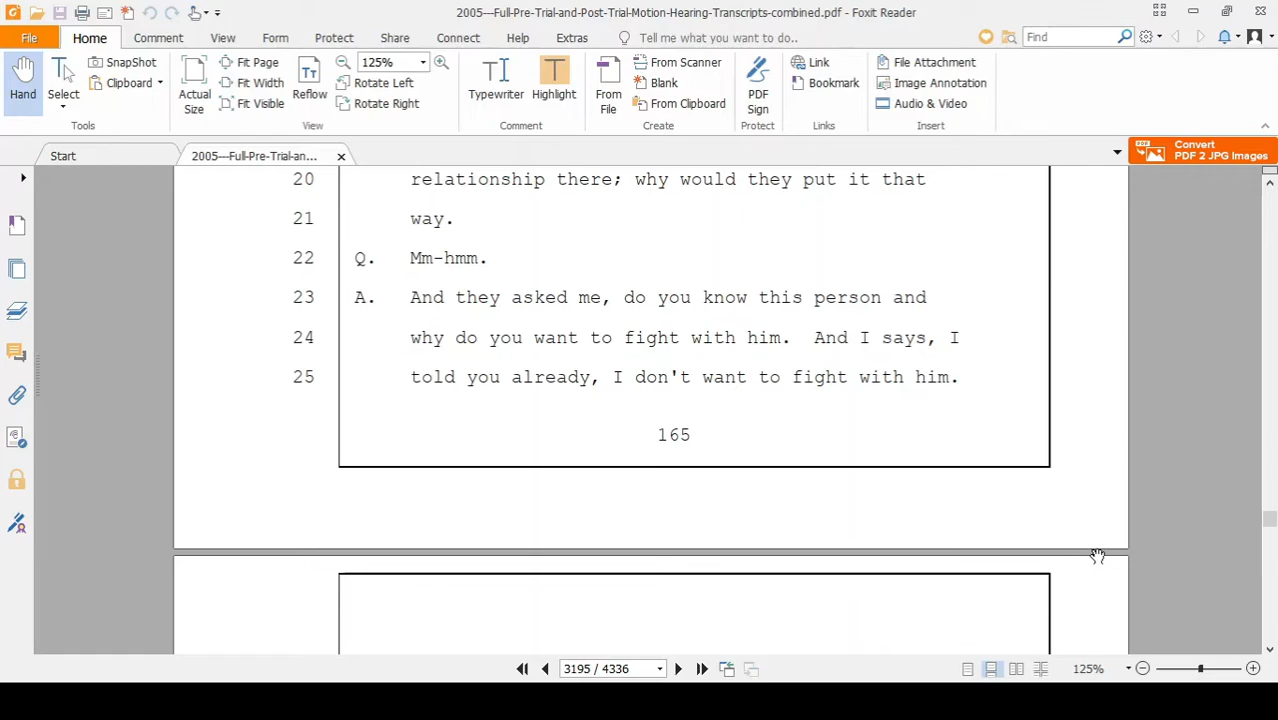 2005---Full-Pre-Trial-and-Post-Trial-Motion-Hearing-Transcripts-combined.pdf - Foxit Reader
File Home Comment View Form Protect Share Connect Help Extras Tell me what you want to do.. Find
Hand
Select
SnapShot
Clipboard
Tools
Actual Size
Fit Page
Fit Width
Fit Visible
Reflow
125%
Rotate Left
Rotate Right
View
Typewriter
Highlight
Comment
From File
From Scanner
Blank
From Clipboard
Create
PDF Sign
Protect
Link
Bookmark
Links
File Attachment
Image Annotation
Audio & Video
Insert
Start
2005---Full-Pre-Trial-an...
Convert
PDF 2 JPG Images
20 relationship there; why would they put it that
21 way.
22 Q. Mm-hmm.
23 A. And they asked me, do you know this person and
24 why do you want to fight with him. And I says, I
25 told you already, I don't want to fight with him.
165
3195 / 4336
125%